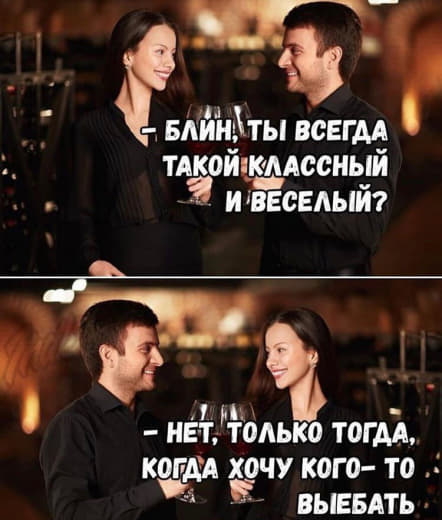 - БЛИН, ТЫ ВСЕГДА
ТАКОЙ КЛАССНЫЙ
И ВЕСЕЛЫЙ?
- НЕТ, ТОЛЬКО ТОГДА,
КОГДА ХОЧУ КОГО- ТО
ВЫЕБАТЬ